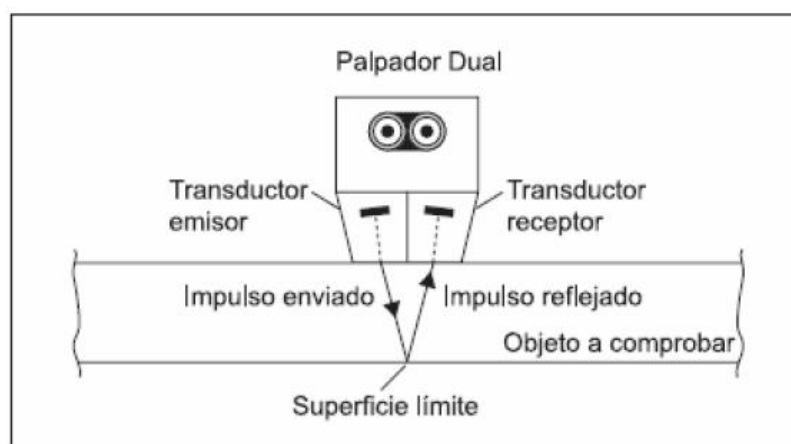 Palpador Dual
Transductor
emisor
Transductor
receptor
Impulso enviado
Impulso reflejado
Objeto a comprobar
Superficie límite